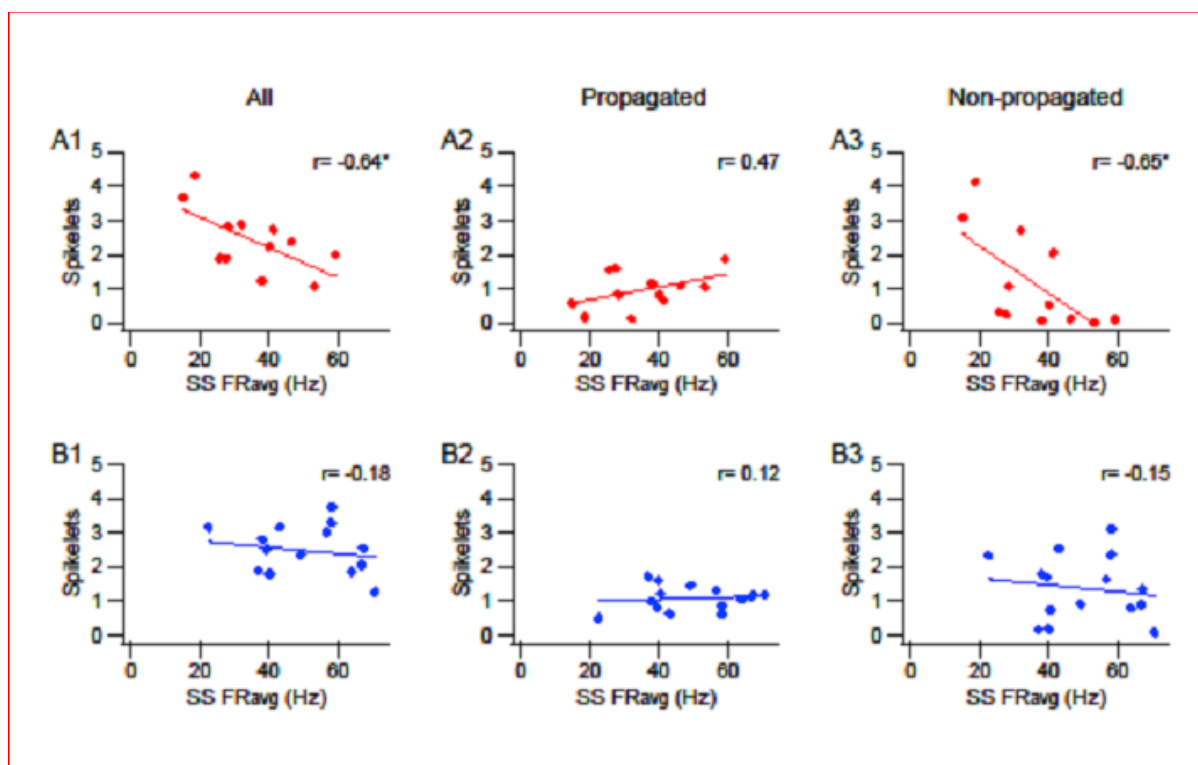 All Propagated Non-propagated
A1 A2 A3
r= -0.64* r= 0.47 r= -0.65*
5 5 5
4 4 4
3 3 3
2 2 2
1 1 1
0 0 0
Spikelets Spikelets Spikelets
0 20 40 60 0 20 40 60 0 20 40 60
SS FRavg (Hz) SS FRavg (Hz) SS FRavg (Hz)
B1 B2 B3
r= -0.18 r= 0.12 r= -0.15
5 5 5
4 4 4
3 3 3
2 2 2
1 1 1
0 0 0
Spikelets Spikelets Spikelets
0 20 40 60 0 20 40 60 0 20 40 60
SS FRavg (Hz) SS FRavg (Hz) SS FRavg (Hz)